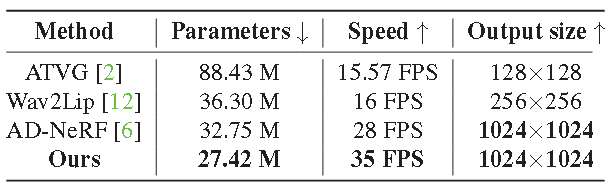 Method Parameters ↓ Speed ↑ Output size ↑
ATVG [2] 88.43 M 15.57 FPS 128×128
Wav2Lip [12] 36.30 M 16 FPS 256×256
AD-NeRF [6] 32.75 M 28 FPS 1024×1024
Ours 27.42 M 35 FPS 1024×1024